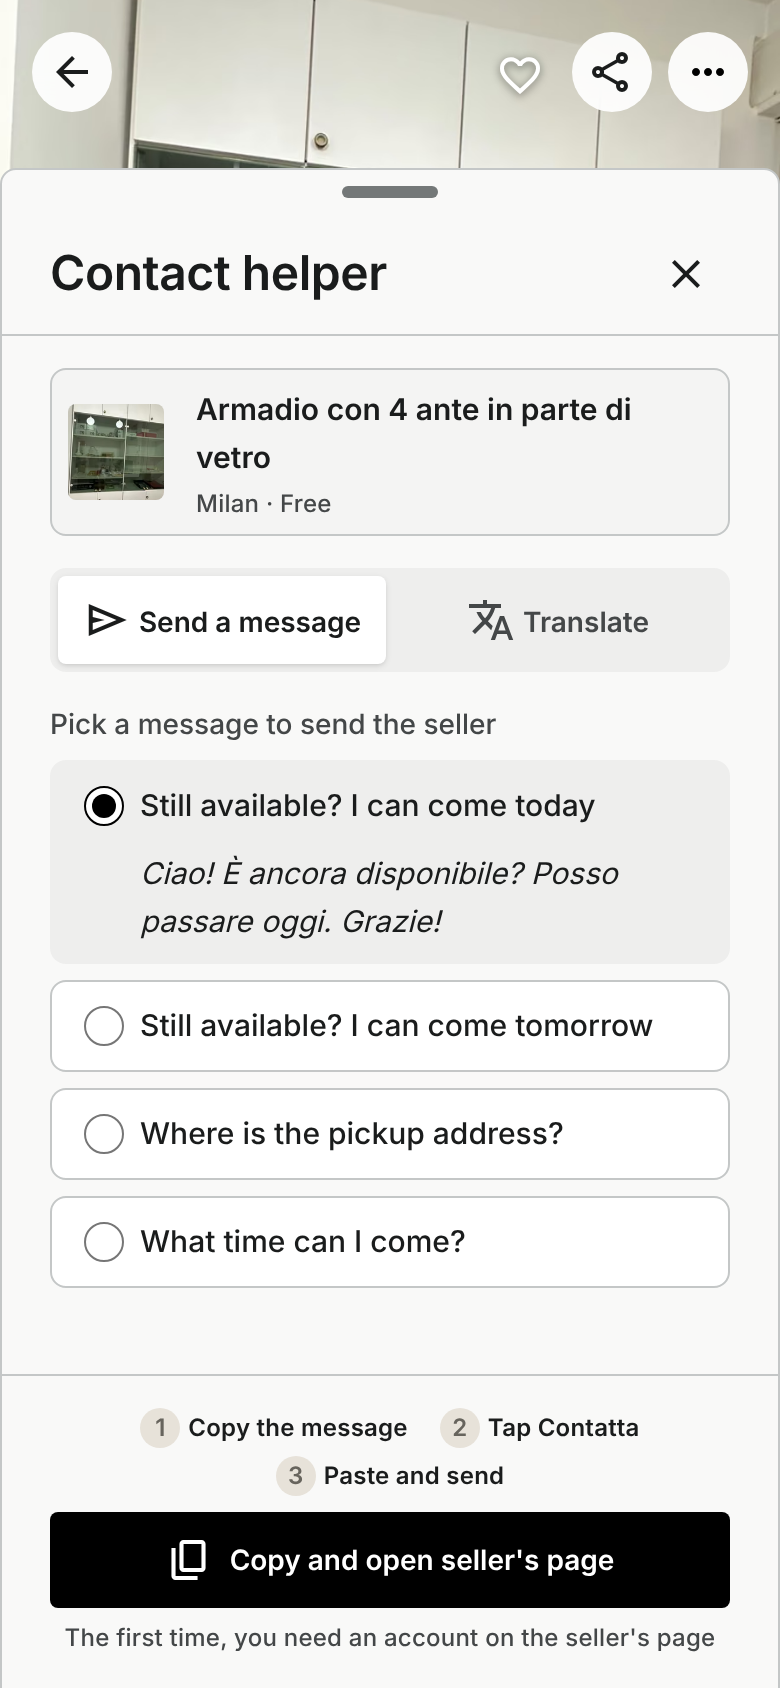 Contact helper
Armadio con 4 ante in parte di
vetro
Milan · Free
Send a message
Translate
Pick a message to send the seller
Still available? I can come today
Ciao! È ancora disponibile? Posso
passare oggi. Grazie!
Still available? I can come tomorrow
Where is the pickup address?
What time can I come?
1 Copy the message 2 Tap Contatta
3 Paste and send
Copy and open seller's page
The first time, you need an account on the seller's page